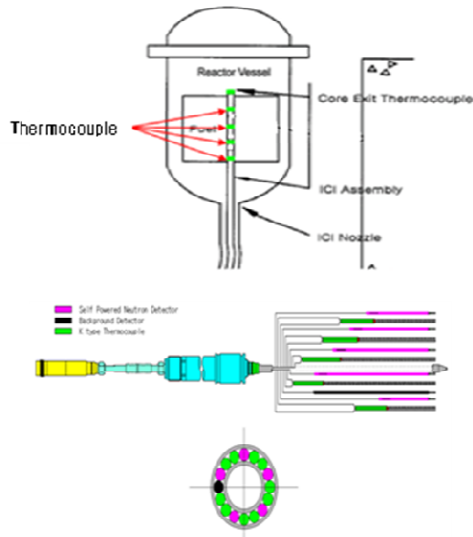 Reactor Vessel
Core Exit Thermocouple
Thermocouple
Fuel
ICI Assembly
ICI Nozzle
Self Powered Neutron Detector
Background Detector
K type Thermocouple